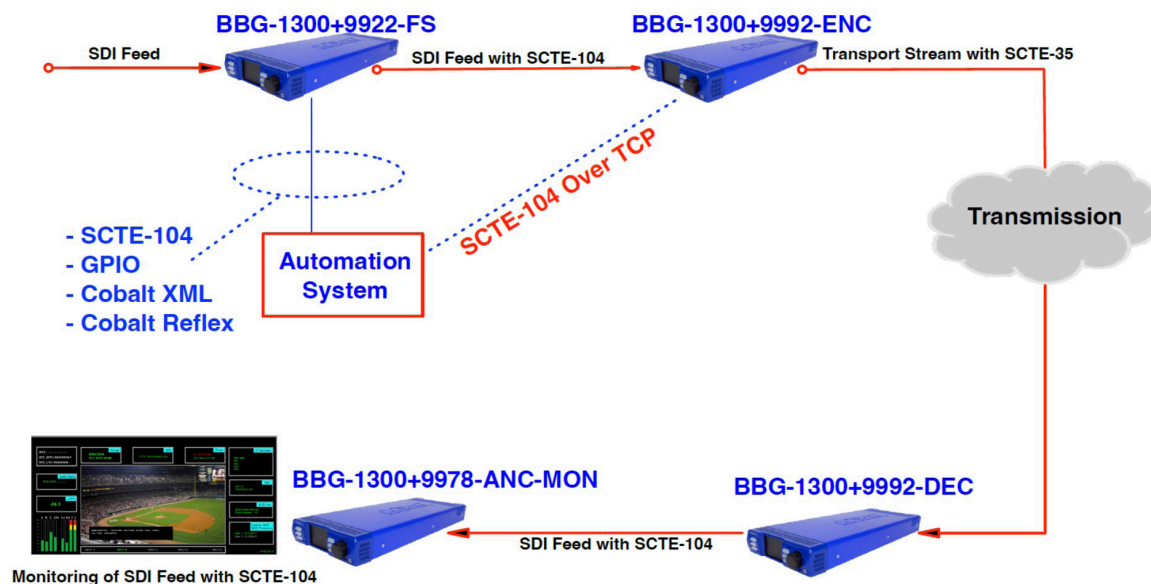 BBG-1300+9922-FS
BBG-1300+9992-ENC
SDI Feed
SDI Feed with SCTE-104
Transport Stream with SCTE-35
SCTE-104 Over TCP
Transmission
- SCTE-104
- GPIO
- Cobalt XML
- Cobalt Reflex
Automation
System
BBG-1300+9978-ANC-MON
BBG-1300+9992-DEC
SDI Feed with SCTE-104
Monitoring of SDI Feed with SCTE-104